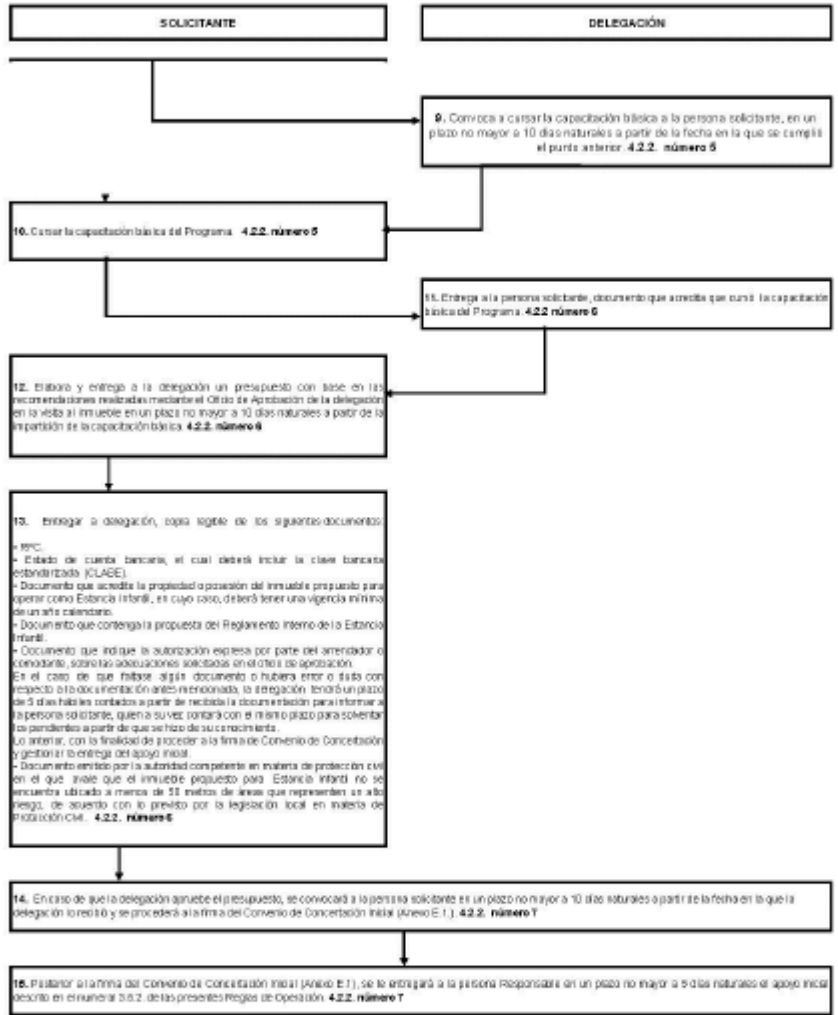 SOLICITANTE
DELEGACIÓN
9. Convoca a cursar la capacitación básica a la persona solicitante, en un
plazo no mayor a 10 días naturales a partir de la fecha en la que se cumplió
el punto anterior. 4.2.2. número 5
10. Cursar la capacitación básica del Programa. 4.2.2. número 5
11. Entrega a la persona solicitante, documento que acredita que cursó la capacitación
básica del Programa. 4.2.2 número 6
12. Elabora y entrega a la delegación un presupuesto con base en las
recomendaciones realizadas mediante el Oficio de Aprobación de la delegación
en la visita al inmueble en un plazo no mayor a 10 días naturales a partir de la
impartición de la capacitación básica. 4.2.2. número 6
13. Entregar a delegación, copia legible de los siguientes documentos:
- RFC.
- Estado de cuenta bancaria, el cual deberá incluir la clave bancaria
estandarizada (CLABE).
- Documento que acredite la propiedad o posesión del inmueble propuesto para
operar como Estancia Infantil, en cuyo caso, deberá tener una vigencia mínima
de un año calendario.
- Documento que contenga la propuesta del Reglamento Interno de la Estancia
Infantil.
- Documento que indique la autorización expresa por parte del arrendador o
comodante, sobre las adecuaciones solicitadas en el oficio de aprobación.
En el caso de que faltase algún documento o hubiera error o duda con
respecto a la documentación antes mencionada, la delegación tendrá un plazo
de 5 días hábiles contados a partir de recibida la documentación para informar a
la persona solicitante, quien a su vez contará con el mismo plazo para solventar
los pendientes a partir de que se hizo de su conocimiento.
Lo anterior, con la finalidad de proceder a la firma de Convenio de Concertación
y gestionar la entrega del apoyo inicial.
- Documento emitido por la autoridad competente en materia de protección civil
en el que avale que el inmueble propuesto para Estancia Infantil no se
encuentra ubicado a menos de 50 metros de áreas que representen un alto
riesgo, de acuerdo con lo previsto por la legislación local en materia de
Protección Civil. 4.2.2. número 6
14. En caso de que la delegación apruebe el presupuesto, se convocará a la persona solicitante en un plazo no mayor a 10 días naturales a partir de la fecha en la que la
delegación lo recibió y se procederá a la firma del Convenio de Concertación Inicial (Anexo E.1.). 4.2.2. número 7
15. Posterior a la firma del Convenio de Concertación Inicial (Anexo E.1), se le entregará a la persona Responsable en un plazo no mayor a 5 días naturales el apoyo inicial
descrito en el numeral 3.5.2. de las presentes Reglas de Operación. 4.2.2. número 7